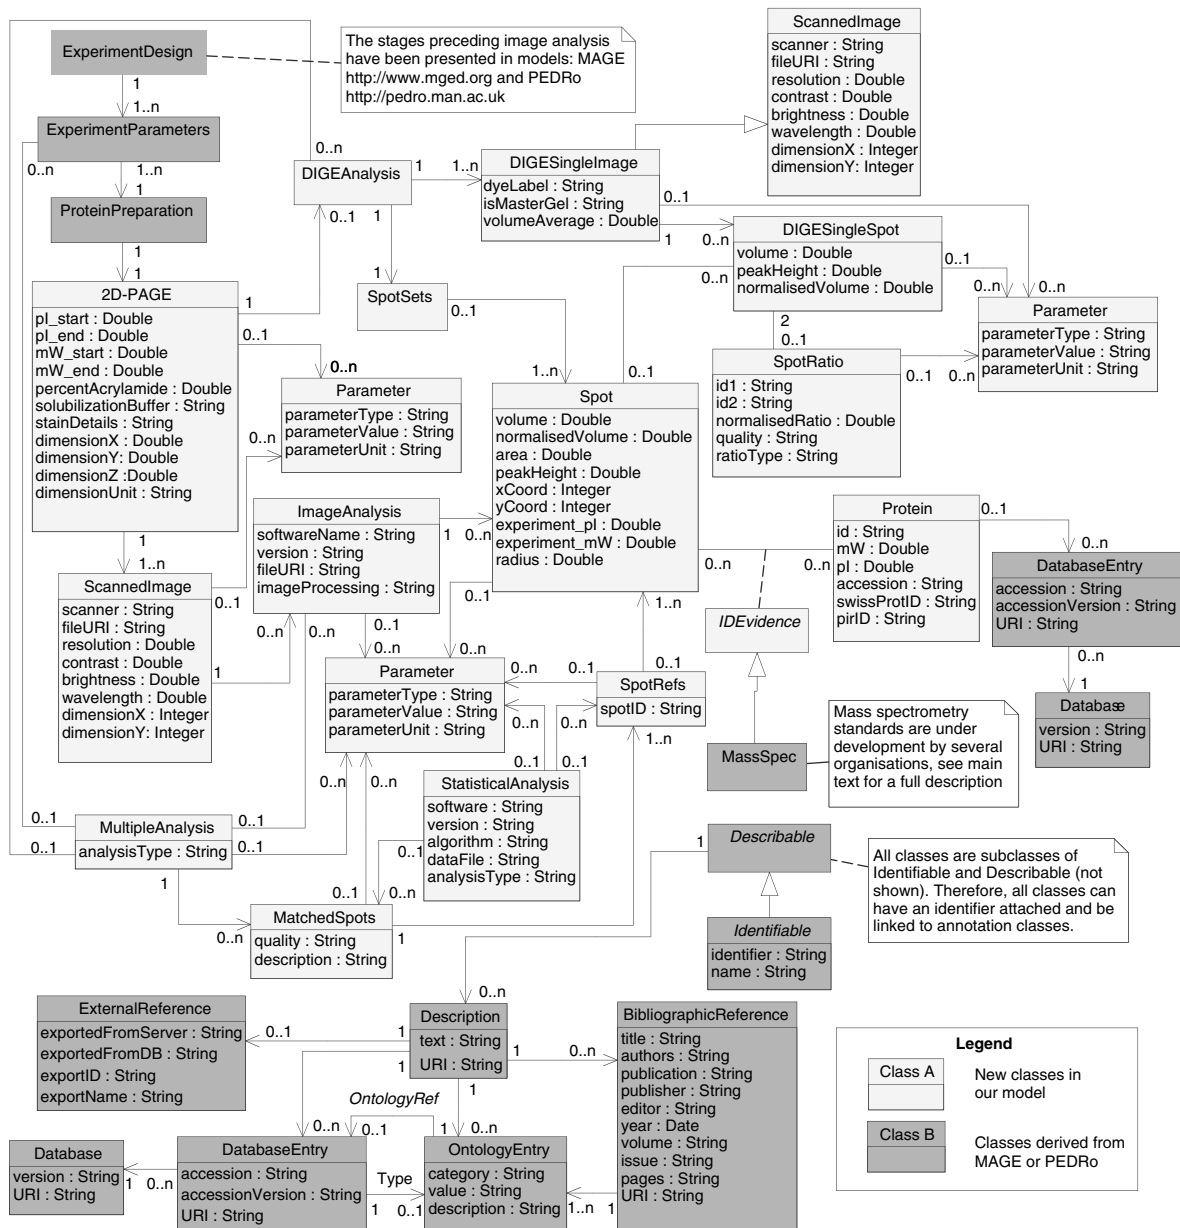 ExperimentDesign
1
1..n
The stages preceding image analysis
have been presented in models: MAGE
http://www.mged.org and PEDRo
http://pedro.man.ac.uk
ScannedImage
scanner : String
fileURI : String
resolution : Double
contrast : Double
brightness : Double
wavelength : Double
dimensionX : Integer
dimensionY: Integer
ExperimentParameters
0..n
1..n
1
ProteinPreparation
1
1
0..n
DIGEAnalysis
1
1..n
0..1
1
1
DIGESingleImage
dyeLabel : String
isMasterGel : String
volumeAverage : Double
0..1
1
0..n
0..n
DIGESingleSpot
volume : Double
peakHeight : Double
normalisedVolume : Double
0..1
0..n
0..n
2
0..1
Parameter
parameterType : String
parameterValue : String
parameterUnit : String
SpotRatio
id1 : String
id2 : String
normalisedRatio : Double
quality : String
ratioType : String
0..1
0..n
SpotSets
0..1
1..n
0..1
2D-PAGE
pI_start : Double
pI_end : Double
mW_start : Double
mW_end : Double
percentAcrylamide : Double
solubilizationBuffer : String
stainDetails : String
dimensionX : Double
dimensionY: Double
dimensionZ :Double
dimensionUnit : String
1
0..1
0..n
0..n
1
1..n
Parameter
parameterType : String
parameterValue : String
parameterUnit : String
Spot
volume : Double
normalisedVolume : Double
area : Double
peakHeight : Double
xCoord : Integer
yCoord : Integer
experiment_pI : Double
experiment_mW : Double
radius : Double
ImageAnalysis
softwareName : String
version : String
fileURI : String
imageProcessing : String
1
0..n
0..n
0..n
0..1
0..n
0..1
0..n
0..n
0..n
1..n
Protein
id : String
mW : Double
pI : Double
accession : String
swissProtID : String
pirID : String
0..1
0..n
DatabaseEntry
accession : String
accessionVersion : String
URI : String
0..n
1
Database
version : String
URI : String
IDEvidence
MassSpec
Mass spectrometry
standards are under
development by several
organisations, see main
text for a full description
ScannedImage
scanner : String
fileURI : String
resolution : Double
contrast : Double
brightness : Double
wavelength : Double
dimensionX : Integer
dimensionY: Integer
0..1
1
Parameter
parameterType : String
parameterValue : String
parameterUnit : String
0..n
0..1
0..1
0..n
0..n
0..1
0..1
0..n
0..n
SpotRefs
spotID : String
1..n
StatisticalAnalysis
software : String
version : String
algorithm : String
dataFile : String
analysisType : String
0..1
0..n
MultipleAnalysis
analysisType : String
0..1
0..1
0..1
0..1
1
0..n
MatchedSpots
quality : String
description : String
0..1
1
1
Describable
Identifiable
identifier : String
name : String
All classes are subclasses of
Identifiable and Describable (not
shown). Therefore, all classes can
have an identifier attached and be
linked to annotation classes.
0..n
ExternalReference
exportedFromServer : String
exportedFromDB : String
exportID : String
exportName : String
0..1
1
Description
text : String
URI : String
1
1
1
0..n
BibliographicReference
title : String
authors : String
publication : String
publisher : String
editor : String
year : Date
volume : String
issue : String
pages : String
URI : String
OntologyRef
0..n
0..1
1
0..n
Database
version : String
URI : String
1
0..n
DatabaseEntry
accession : String
accessionVersion : String
URI : String
Type
1
0..1
OntologyEntry
category : String
value : String
description : String
1..n
1
Legend
Class A
New classes in
our model
Class B
Classes derived from
MAGE or PEDRo